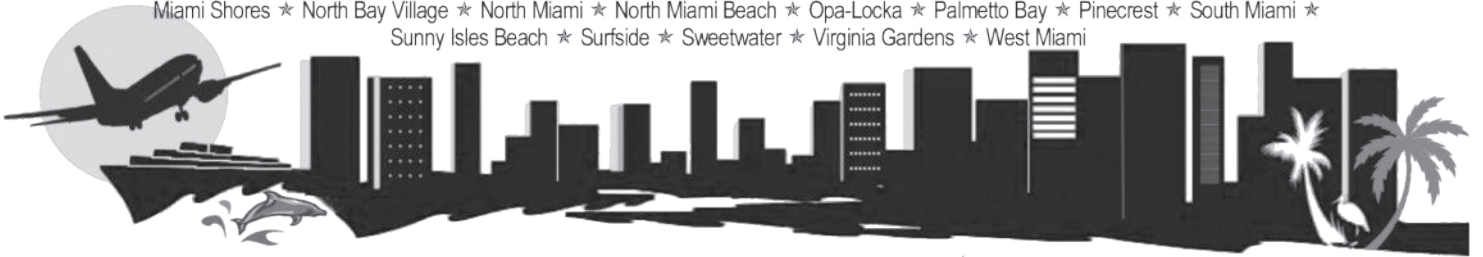 Miami Shores ✯ North Bay Village ✯ North Miami ✯ North Miami Beach ✯ Opa-Locka ✯ Palmetto Bay ✯ Pinecrest ✯ South Miami ✯
Sunny Isles Beach ✯ Surfside ✯ Sweetwater ✯ Virginia Gardens ✯ West Miami